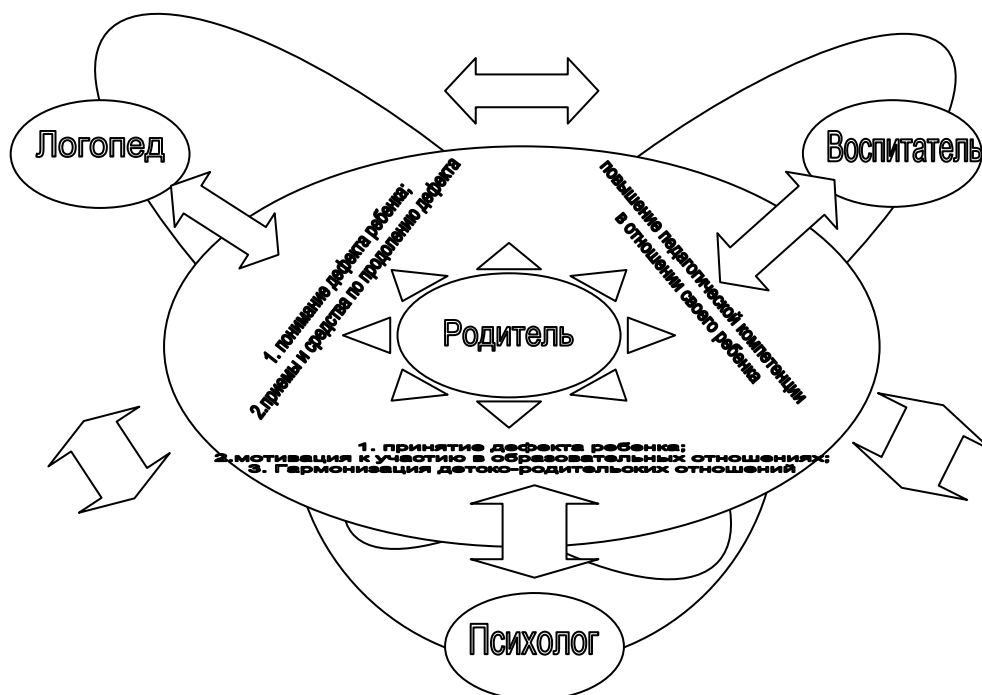 Логопед
Воспитатель
1. понимание дефекта ребенка;
2.приемы и средства по продолению дефекта
повышение педагогической компетенции
в отношении своего ребенка
Родитель
1. принятие дефекта ребенка;
2.мотивация к участию в образовательных отношениях;
3. Гармонизация детско-родительских отношений
Психолог